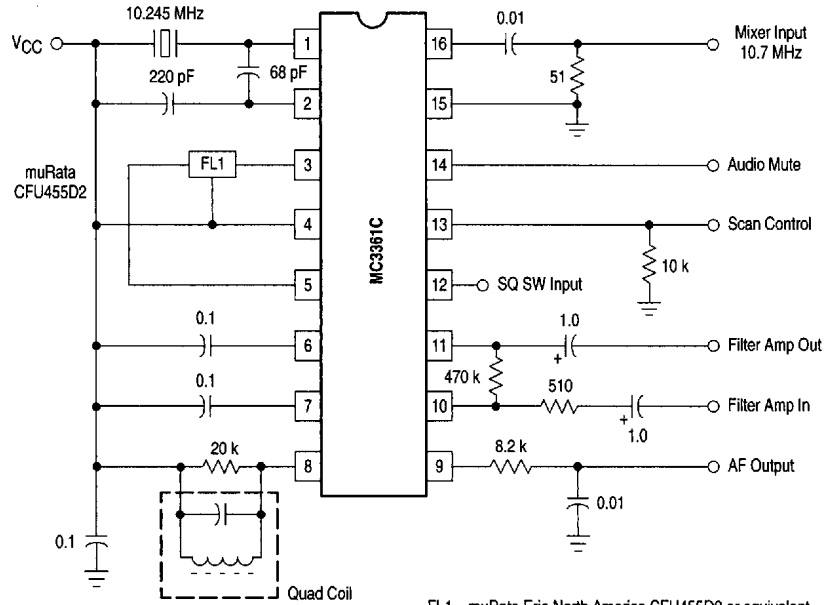 10.245 MHz
VCC
220 pF
68 pF
1
2
muRata
CFU455D2
FL1
3
4
5
0.1
6
0.1
7
20 k
8
0.1
Quad Coil
MC3361C
16
0.01
Mixer Input
10.7 MHz
51
15
14
Audio Mute
13
Scan Control
10 k
12
SQ SW Input
11
1.0
+
Filter Amp Out
470 k
10
510
+
1.0
Filter Amp In
9
8.2 k
AF Output
0.01